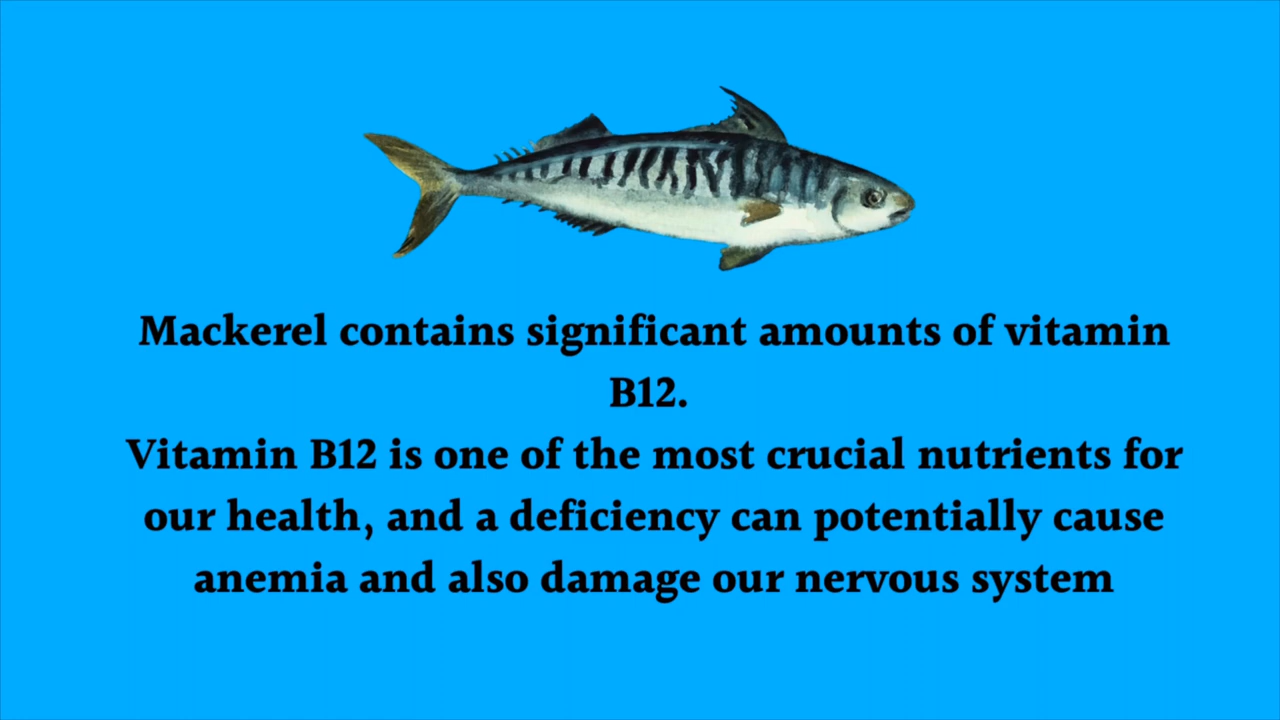 Mackerel contains significant amounts of vitamin
B12.
Vitamin B12 is one of the most crucial nutrients for
our health, and a deficiency can potentially cause
anemia and also damage our nervous system